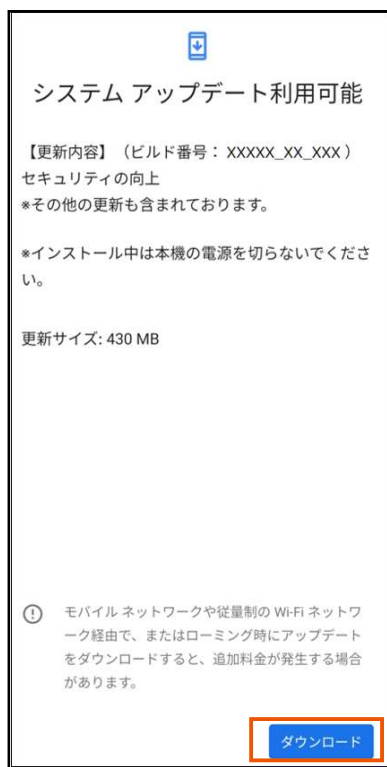 システム アップデート利用可能
【更新内容】（ビルド番号： XXXXX_XX_XXX ）
セキュリティの向上
*その他の更新も含まれております。
*インストール中は本機の電源を切らないでくださ
い。
更新サイズ: 430 MB
モバイル ネットワークや従量制の Wi-Fi ネットワ
ーク経由で、またはローミング時にアップデート
をダウンロードすると、追加料金が発生する場合
があります。
ダウンロード